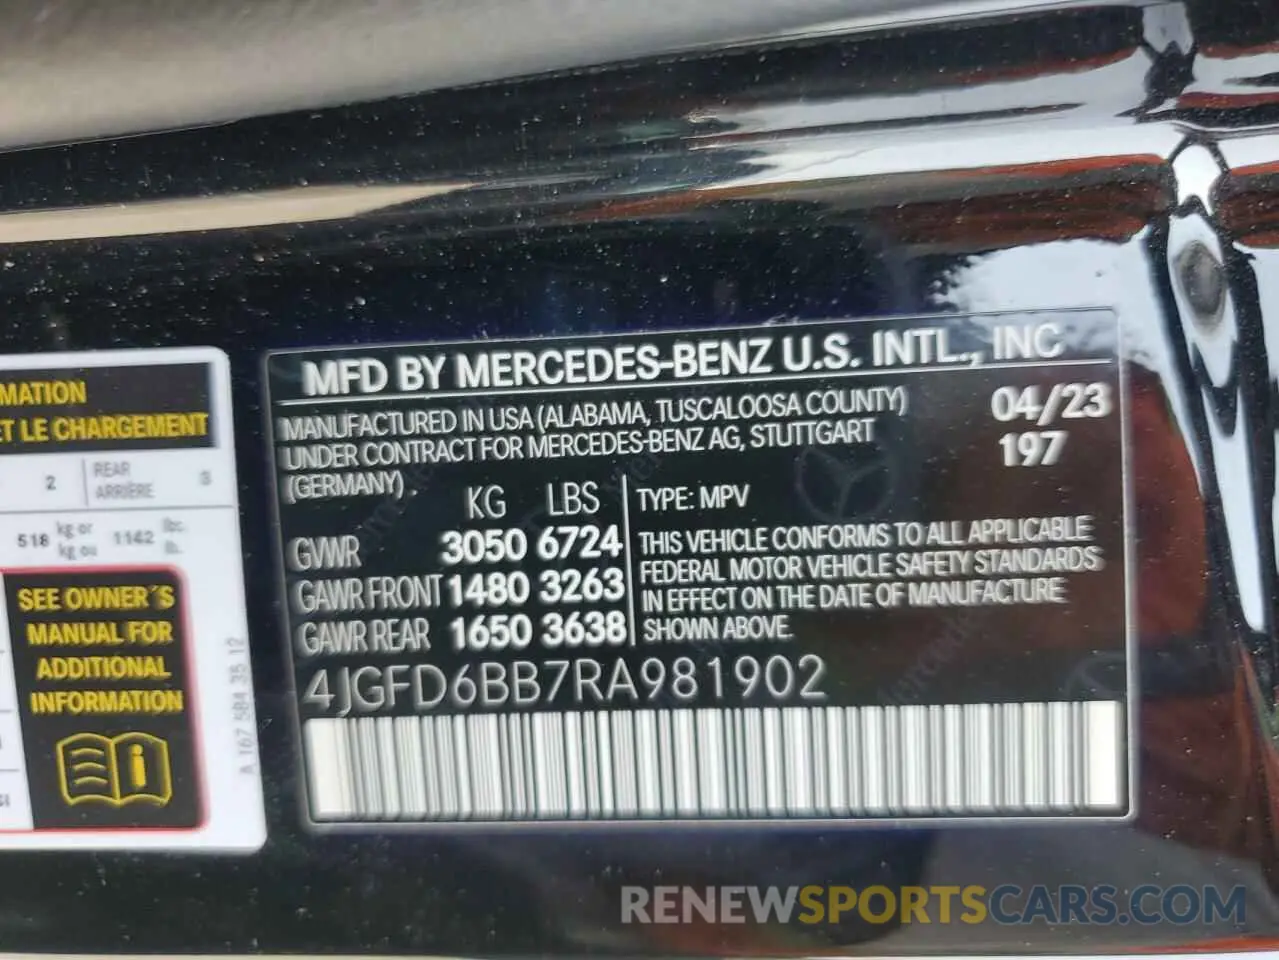 MFD BY MERCEDES-BENZ U.S. INTL., INC
MANUFACTURED IN USA (ALABAMA, TUSCALOOSA COUNTY)
UNDER CONTRACT FOR MERCEDES-BENZ AG, STUTTGART
(GERMANY) .
04/23
197
KG LBS
GVWR 3050 6724
GAWR FRONT 1480 3263
GAWR REAR 1650 3638
TYPE: MPV
THIS VEHICLE CONFORMS TO ALL APPLICABLE
FEDERAL MOTOR VEHICLE SAFETY STANDARDS
IN EFFECT ON THE DATE OF MANUFACTURE
SHOWN ABOVE.
4JGFD6BB7RA981902
MATION
ET LE CHARGEMENT
2 REAR
ARRIÈRE 3
518 kg or
kg ou 1142 lbs.
lb.
SEE OWNER'S
MANUAL FOR
ADDITIONAL
INFORMATION
A 167 584 35 12
RENEWSPORTSCARS.COM